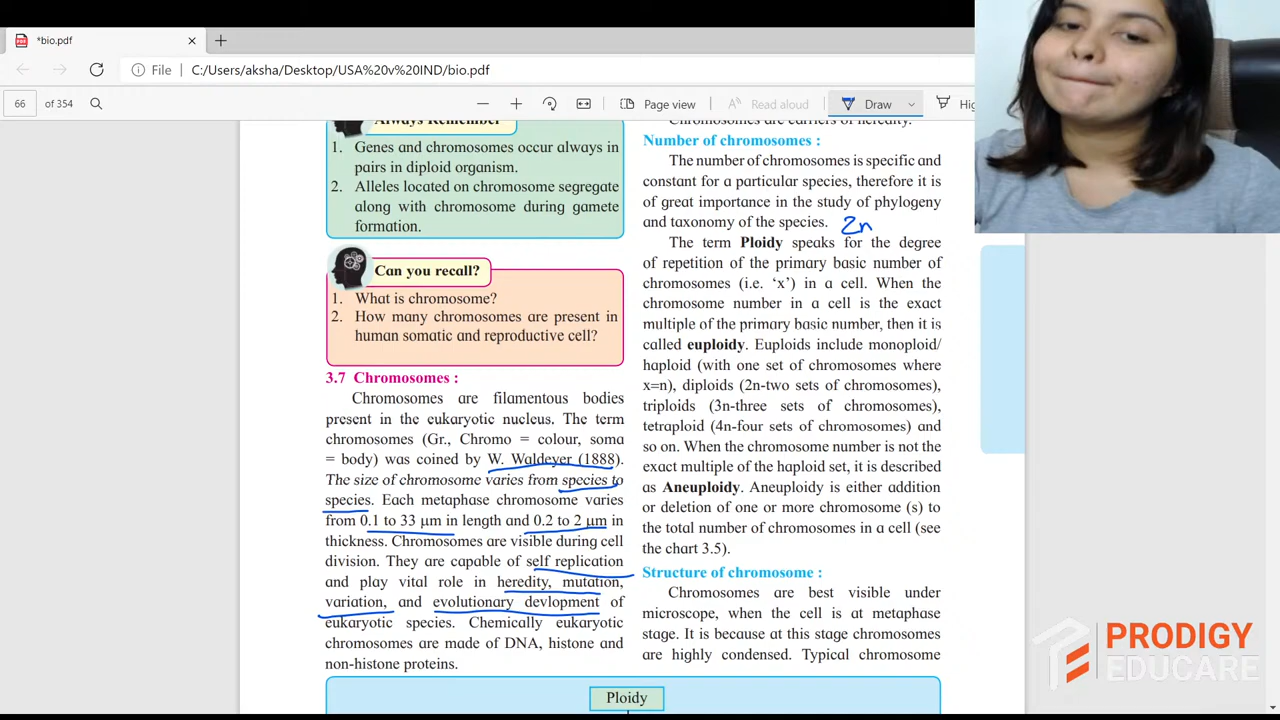 *bio.pdf
File
C:/Users/aksha/Desktop/USA%20v%20IND/bio.pdf
66 of 354
Page view
Read aloud
Draw
Always Remember
1. Genes and chromosomes occur always in
pairs in diploid organism.
2. Alleles located on chromosome segregate
along with chromosome during gamete
formation.
Can you recall?
1. What is chromosome?
2. How many chromosomes are present in
human somatic and reproductive cell?
3.7 Chromosomes :
Chromosomes are filamentous bodies
present in the eukaryotic nucleus. The term
chromosomes (Gr., Chromo = colour, soma
= body) was coined by W. Waldeyer (1888).
The size of chromosome varies from species to
species. Each metaphase chromosome varies
from 0.1 to 33 μm in length and 0.2 to 2 μm in
thickness. Chromosomes are visible during cell
division. They are capable of self replication
and play vital role in heredity, mutation,
variation, and evolutionary devlopment of
eukaryotic species. Chemically eukaryotic
chromosomes are made of DNA, histone and
non-histone proteins.
Chromosomes are carriers of heredity.
Number of chromosomes :
The number of chromosomes is specific and
constant for a particular species, therefore it is
of great importance in the study of phylogeny
and taxonomy of the species.
2n
The term Ploidy speaks for the degree
of repetition of the primary basic number of
chromosomes (i.e. ‘x’) in a cell. When the
chromosome number in a cell is the exact
multiple of the primary basic number, then it is
called euploidy. Euploids include monoploid/
haploid (with one set of chromosomes where
x=n), diploids (2n-two sets of chromosomes),
triploids (3n-three sets of chromosomes),
tetraploid (4n-four sets of chromosomes) and
so on. When the chromosome number is not the
exact multiple of the haploid set, it is described
as Aneuploidy. Aneuploidy is either addition
or deletion of one or more chromosome (s) to
the total number of chromosomes in a cell (see
the chart 3.5).
Structure of chromosome :
Chromosomes are best visible under
microscope, when the cell is at metaphase
stage. It is because at this stage chromosomes
are highly condensed. Typical chromosome
Ploidy
PRODIGY
EDUCARE